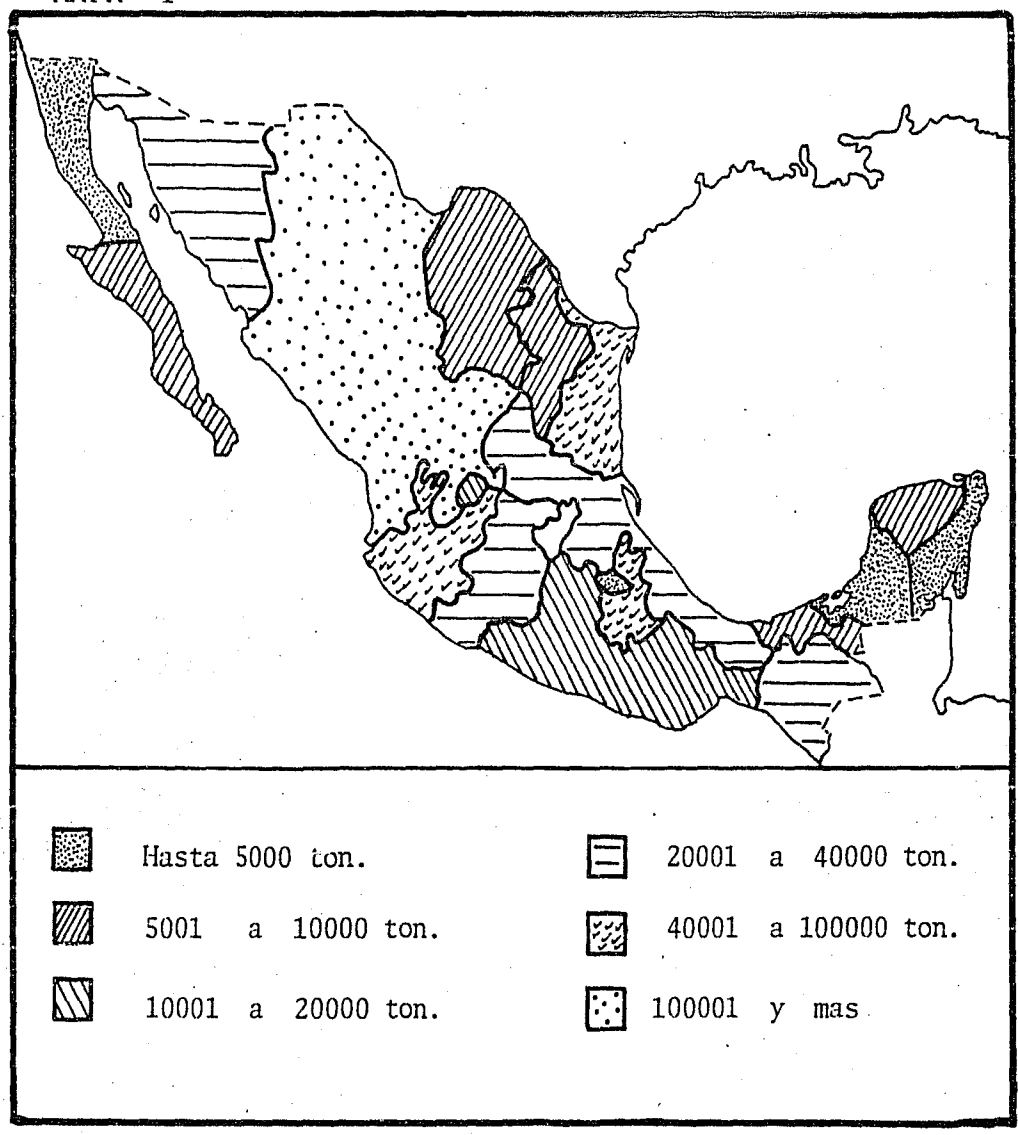 Hasta 5000 ton.
5001 a 10000 ton.
10001 a 20000 ton.
20001 a 40000 ton.
40001 a 100000 ton.
100001 y mas